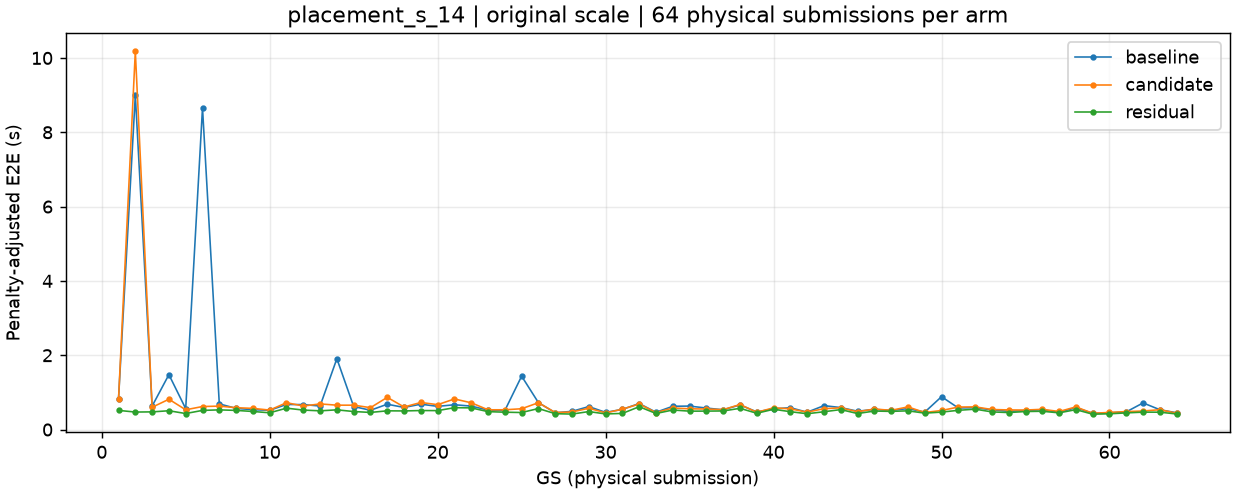 placement_s_14 | original scale | 64 physical submissions per arm
baseline
candidate
residual
Penalty-adjusted E2E (s)
10
8
6
4
2
0
0 10 20 30 40 50 60
GS (physical submission)